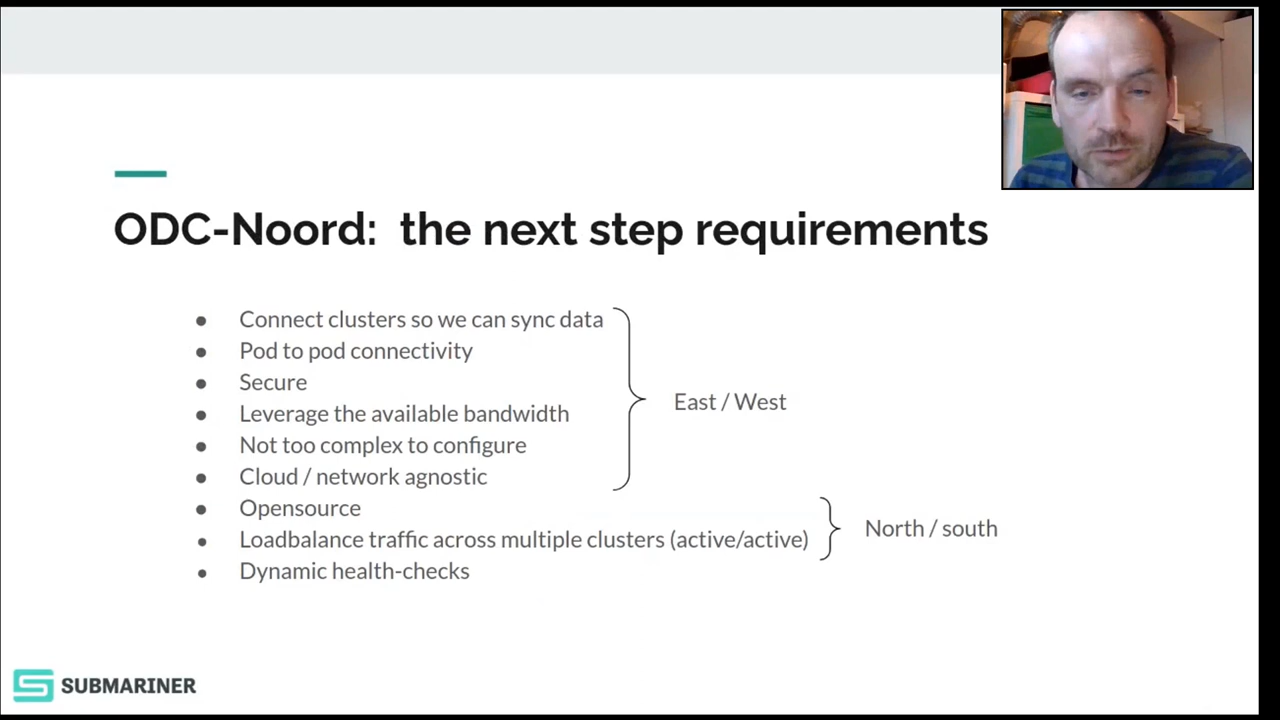 ODC-Noord: the next step requirements
● Connect clusters so we can sync data
● Pod to pod connectivity
● Secure
● Leverage the available bandwidth
● Not too complex to configure
● Cloud / network agnostic
East / West
● Opensource
● Loadbalance traffic across multiple clusters (active/active)
● Dynamic health-checks
North / south
SUBMARINER